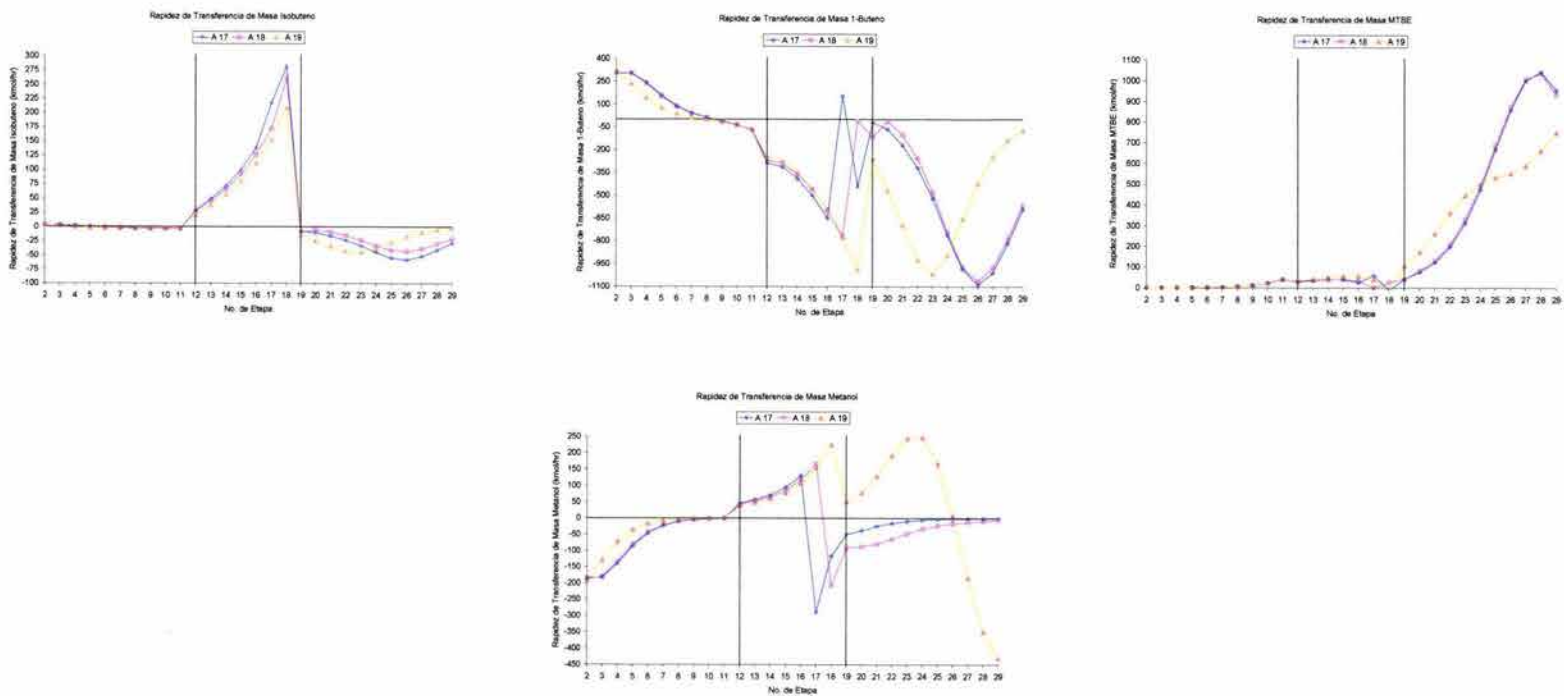 Rapidez de Transferencia de Masa Isobuteno
A 17 A 18 A 19
Rapidez de Transferencia de Masa Isobuteno (kmol/hr)
300
275
250
225
200
175
150
125
100
75
50
25
0
-25
-50
-75
-100
2 3 4 5 6 7 8 9 10 11 12 13 14 15 16 17 18 19 20 21 22 23 24 25 26 27 28 29
No. de Etapa
Rapidez de Transferencia de Masa 1-Buteno
A 17 A 18 A 19
Rapidez de Transferencia de Masa 1-Buteno (kmol/hr)
400
250
100
-50
-200
-350
-500
-650
-800
-950
-1100
2 3 4 5 6 7 8 9 10 11 12 13 14 15 16 17 18 19 20 21 22 23 24 25 26 27 28 29
No. de Etapa
Rapidez de Transferencia de Masa MTBE
A 17 A 18 A 19
Rapidez de Transferencia de Masa MTBE (kmol/hr)
1100
1000
900
800
700
600
500
400
300
200
100
0
2 3 4 5 6 7 8 9 10 11 12 13 14 15 16 17 18 19 20 21 22 23 24 25 26 27 28 29
No. de Etapa
Rapidez de Transferencia de Masa Metanol
A 17 A 18 A 19
Rapidez de Transferencia de Masa Metanol (kmol/hr)
250
200
150
100
50
0
-50
-100
-150
-200
-250
-300
-350
-400
-450
2 3 4 5 6 7 8 9 10 11 12 13 14 15 16 17 18 19 20 21 22 23 24 25 26 27 28 29
No. de Etapa